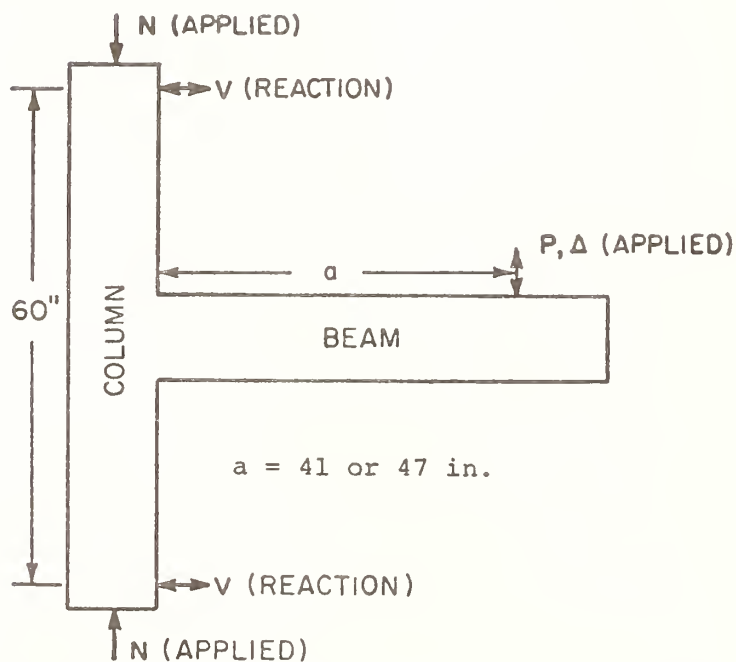 N (APPLIED)
V (REACTION)
P, Δ (APPLIED)
a
60"
COLUMN
BEAM
a = 41 or 47 in.
V (REACTION)
N (APPLIED)